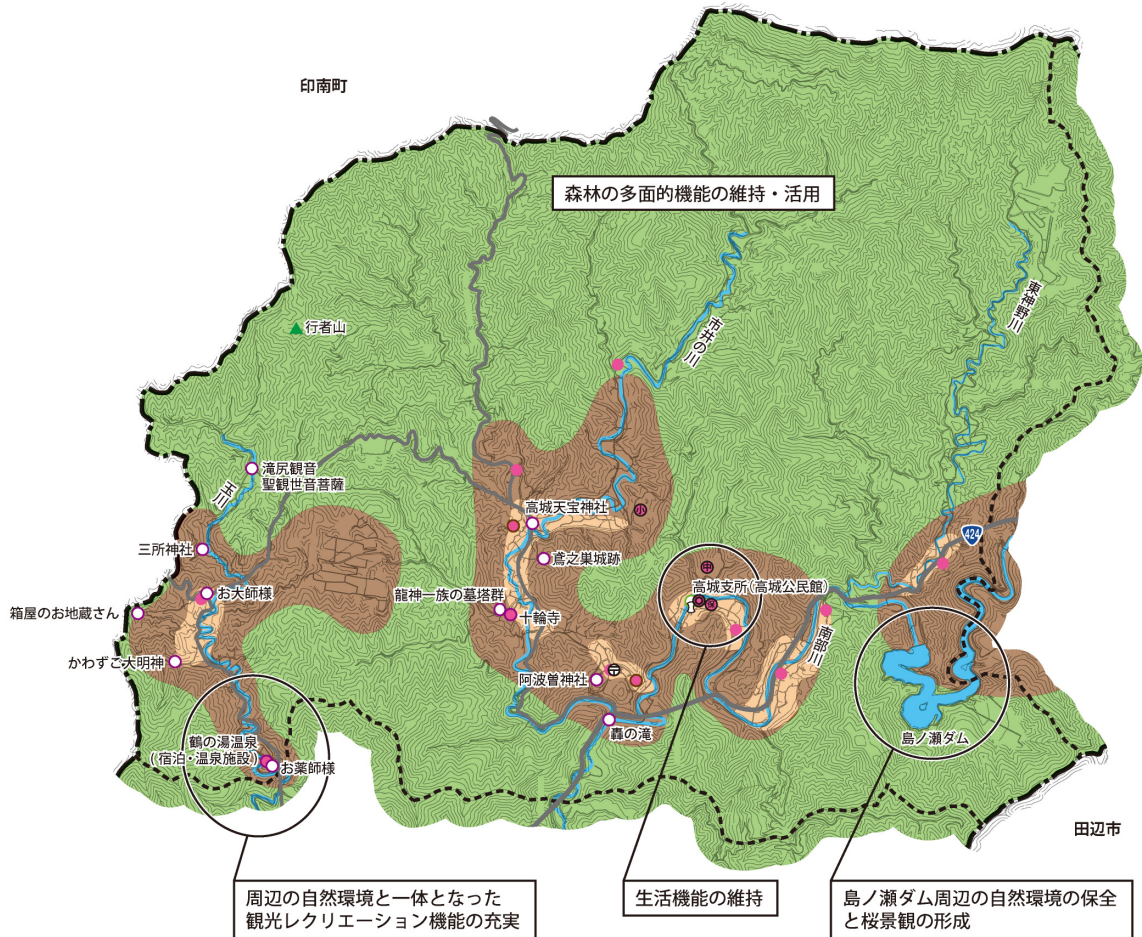 印南町
森林の多面的機能の維持・活用
東神野川
市井の川
行者山
滝尻観音
聖観世音菩薩
玉川
高城天宝神社
小
424
三所神社
鳶之巣城跡
中
高城支所(高城公民館)
お大師様
箱屋のお地蔵さん
龍神一族の墓塔群
十輪寺
南部川
かわずご大明神
阿波曽神社
轟の滝
島ノ瀬ダム
鶴の湯温泉
(宿泊・温泉施設)
お薬師様
田辺市
周辺の自然環境と一体となった
観光レクリエーション機能の充実
生活機能の維持
島ノ瀬ダム周辺の自然環境の保全
と桜景観の形成